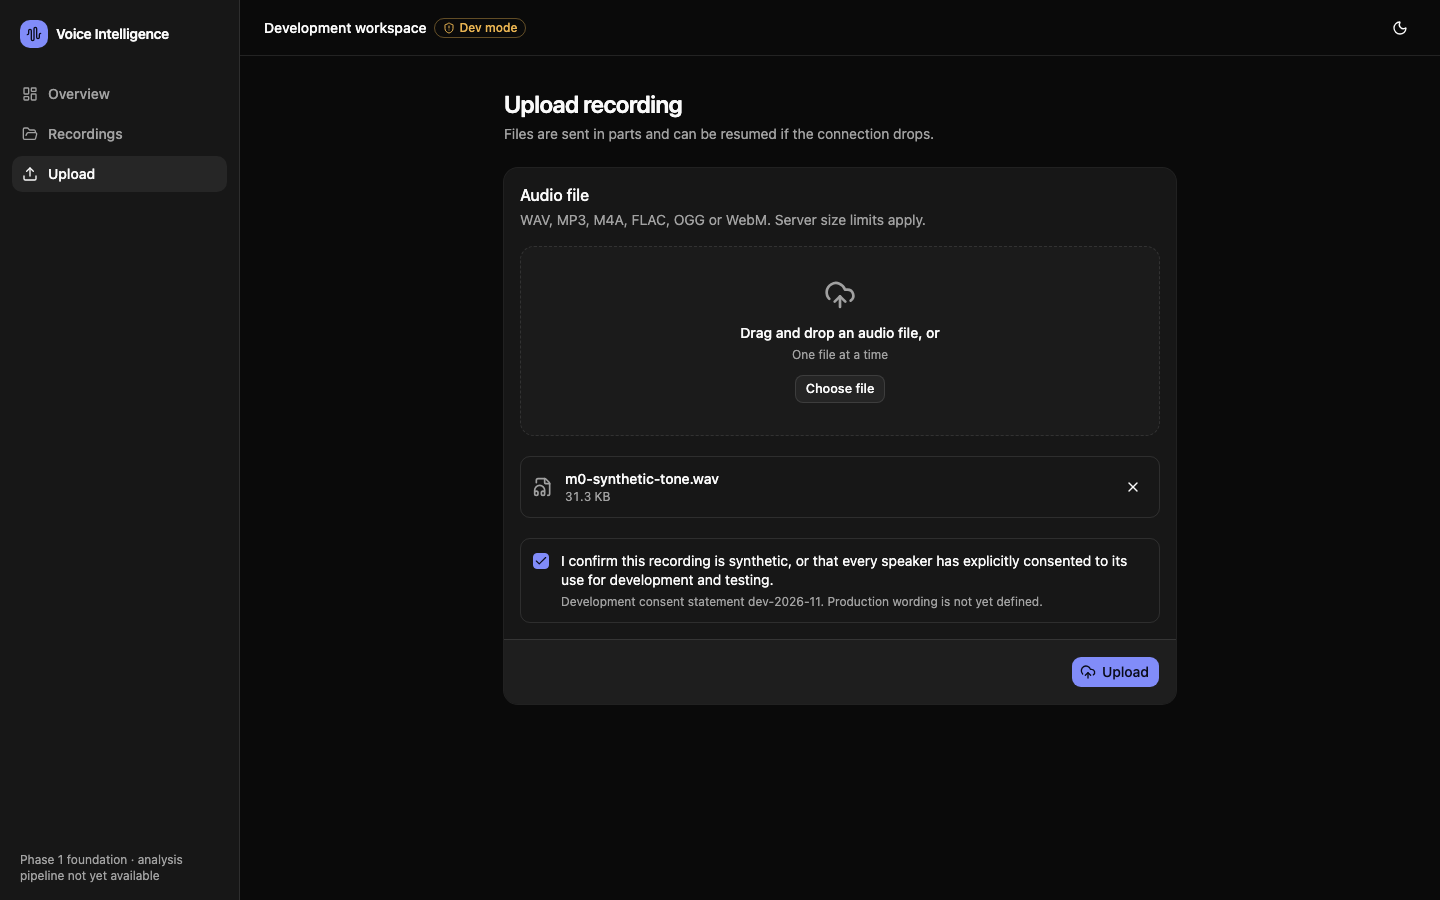 Voice Intelligence
Overview
Recordings
Upload
Phase 1 foundation · analysis
pipeline not yet available
Development workspace
Dev mode
Upload recording
Files are sent in parts and can be resumed if the connection drops.
Audio file
WAV, MP3, M4A, FLAC, OGG or WebM. Server size limits apply.
Drag and drop an audio file, or
One file at a time
Choose file
m0-synthetic-tone.wav
31.3 KB
I confirm this recording is synthetic, or that every speaker has explicitly consented to its
use for development and testing.
Development consent statement dev-2026-11. Production wording is not yet defined.
Upload